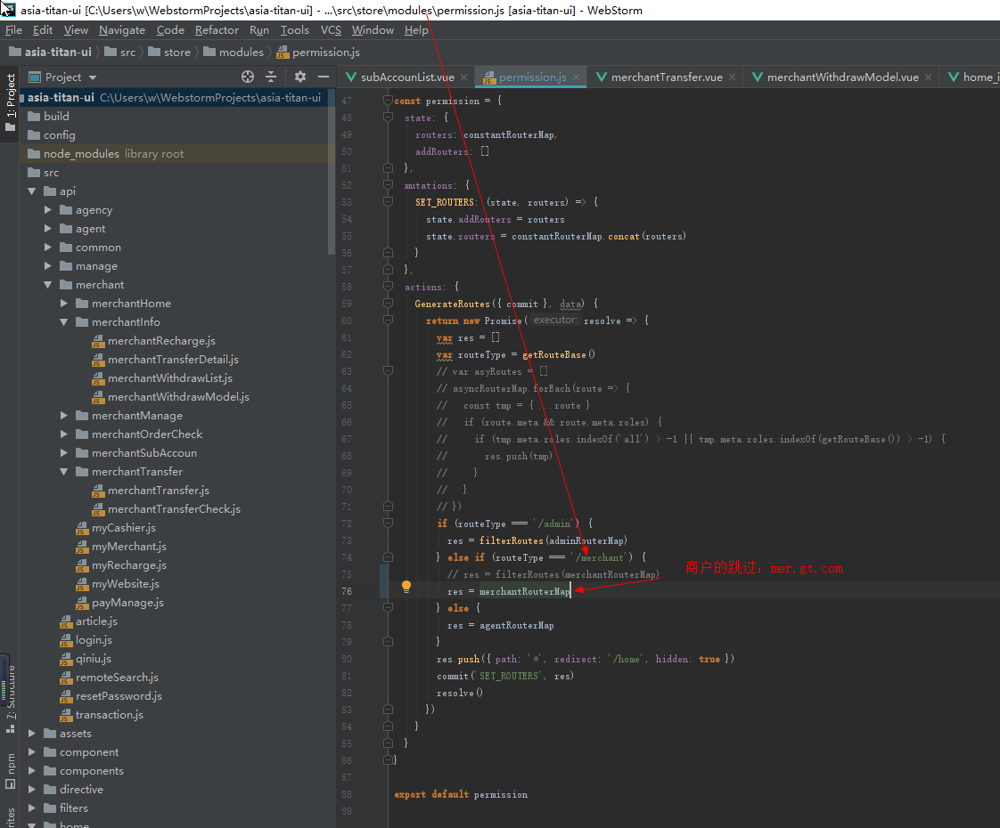 asia-titan-ui [C:\Users\w\WebstormProjects\asia-titan-ui] - ...\src\store\modules\permission.js [asia-titan-ui] - WebStorm
File Edit View Navigate Code Refactor Run Tools VCS Window Help
asia-titan-ui src store modules permission.js
Project
subAccounList.vue permission.js merchantTransfer.vue merchantWithdrawModel.vue home_i
1: Project
asia-titan-ui C:\Users\w\WebstormProjects\asia-titan-ui
build
config
node_modules library root
src
api
agency
agent
common
manage
merchant
merchantHome
merchantInfo
merchantRecharge.js
merchantTransferDetail.js
merchantWithdrawList.js
merchantWithdrawModel.js
merchantManage
merchantOrderCheck
merchantSubAccoun
merchantTransfer
merchantTransfer.js
merchantTransferCheck.js
myCashier.js
myMerchant.js
myRecharge.js
myWebsite.js
payManage.js
article.js
login.js
qiniu.js
remoteSearch.js
resetPassword.js
transaction.js
assets
component
components
directive
filters
home
7: Structure
npm
rites
47 const permission = {
48 state: {
49 routers: constantRouterMap,
50 addRouters: []
51 },
52 mutations: {
53 SET_ROUTERS: (state, routers) => {
54 state.addRouters = routers
55 state.routers = constantRouterMap.concat(routers)
56 }
57 },
58 actions: {
59 GenerateRoutes({ commit }, data) {
60 return new Promise( executor: resolve => {
61 var res = []
62 var routeType = getRouteBase()
63 // var asyRoutes = []
64 // asyncRouterMap.forEach(route => {
65 // const tmp = { ...route }
66 // if (route.meta && route.meta.roles) {
67 // if (tmp.meta.roles.indexOf('all') > -1 || tmp.meta.roles.indexOf(getRouteBase()) > -1) {
68 // res.push(tmp)
69 // }
70 // }
71 // })
72 if (routeType === '/admin') {
73 res = filterRoutes(adminRouterMap)
74 } else if (routeType === '/merchant') {
75 // res = filterRoutes(merchantRouterMap)
商户的跳过：mer.gt.com
76 res = merchantRouterMap
77 } else {
78 res = agentRouterMap
79 }
80 res.push({ path: '*', redirect: '/home', hidden: true })
81 commit('SET_ROUTERS', res)
82 resolve()
83 })
84 }
85 }
86 }
87
88 export default permission
89